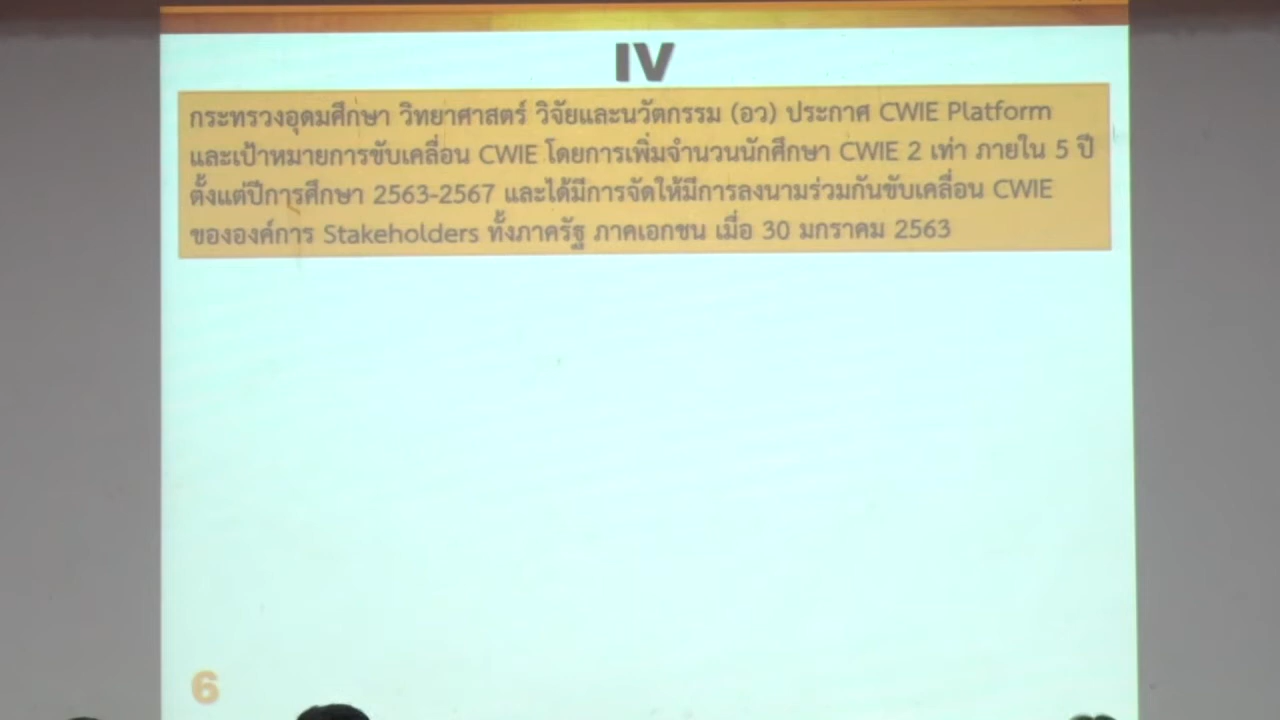 IV
กระทรวงอุดมศึกษา วิทยาศาสตร์ วิจัยและนวัตกรรม (อว) ประกาศ CWIE Platform
และเป้าหมายการขับเคลื่อน CWIE โดยการเพิ่มจำนวนนักศึกษา CWIE 2 เท่า ภายใน 5 ปี
ตั้งแต่ปีการศึกษา 2563-2567 และได้มีการจัดให้มีการลงนามร่วมกันขับเคลื่อน CWIE
ขององค์การ Stakeholders ทั้งภาครัฐ ภาคเอกชน เมื่อ 30 มกราคม 2563
6